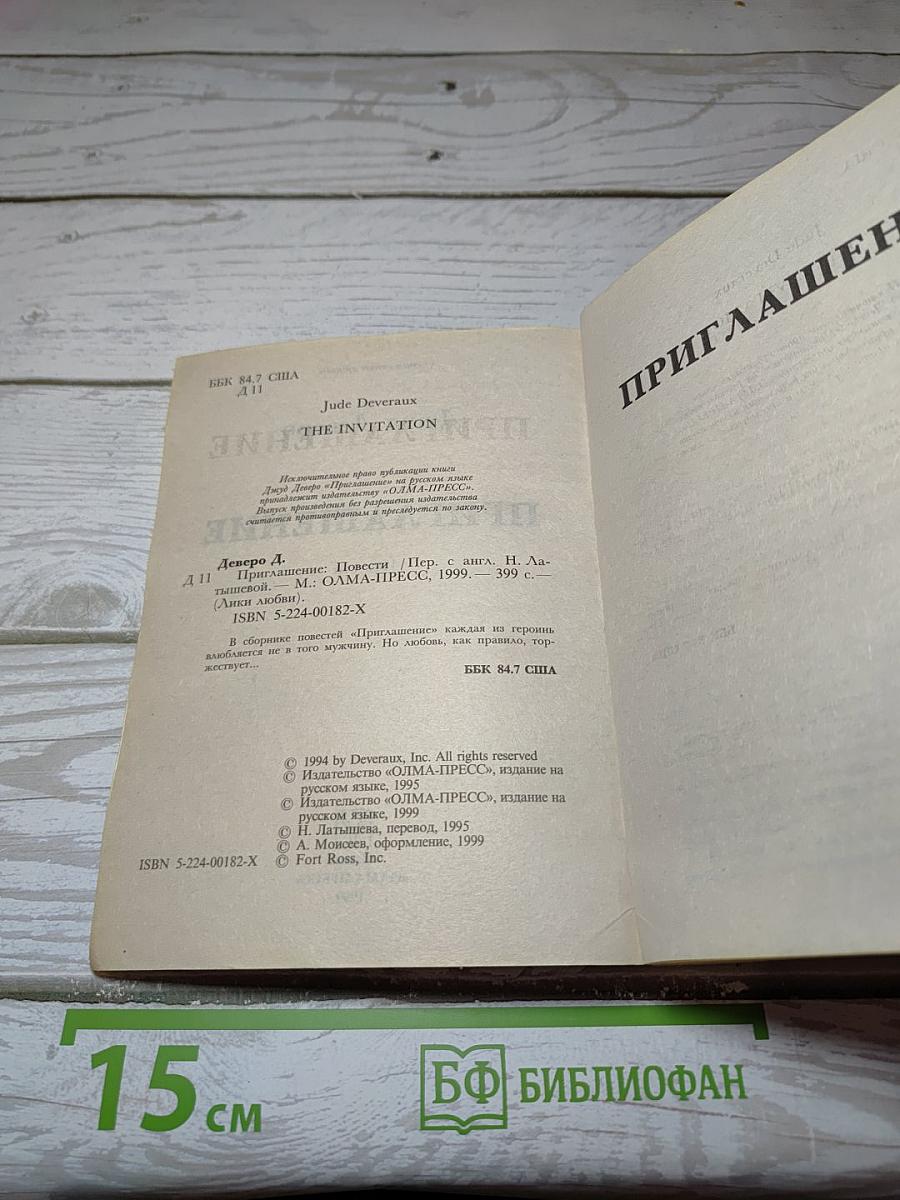 ББК 84.7 США
Д 11
Jude Deveraux
THE INVITATION
Исключительное право публикации книги
Джуд Деверо «Приглашение» на русском языке
принадлежит издательству «ОЛМА-ПРЕСС».
Выпуск произведения без разрешения издательства
считается противоправным и преследуется по закону.
Деверо Д.
Д 11 Приглашение: Повести / Пер. с англ. Н. Ла-
тышевой. — М.: ОЛМА-ПРЕСС, 1999. — 399 с. —
(Лики любви).
ISBN 5-224-00182-X
В сборнике повестей «Приглашение» каждая из героинь
влюбляется не в того мужчину. Но любовь, как правило, тор-
жествует...
ББК 84.7 США
© 1994 by Deveraux, Inc. All rights reserved
© Издательство «ОЛМА-ПРЕСС», издание на
русском языке, 1995
© Издательство «ОЛМА-ПРЕСС», издание на
русском языке, 1999
© Н. Латышева, перевод, 1995
© А. Моисеев, оформление, 1999
ISBN 5-224-00182-X © Fort Ross, Inc.
ПРИГЛАШЕН
15 см
БФ БИБЛИОФАН